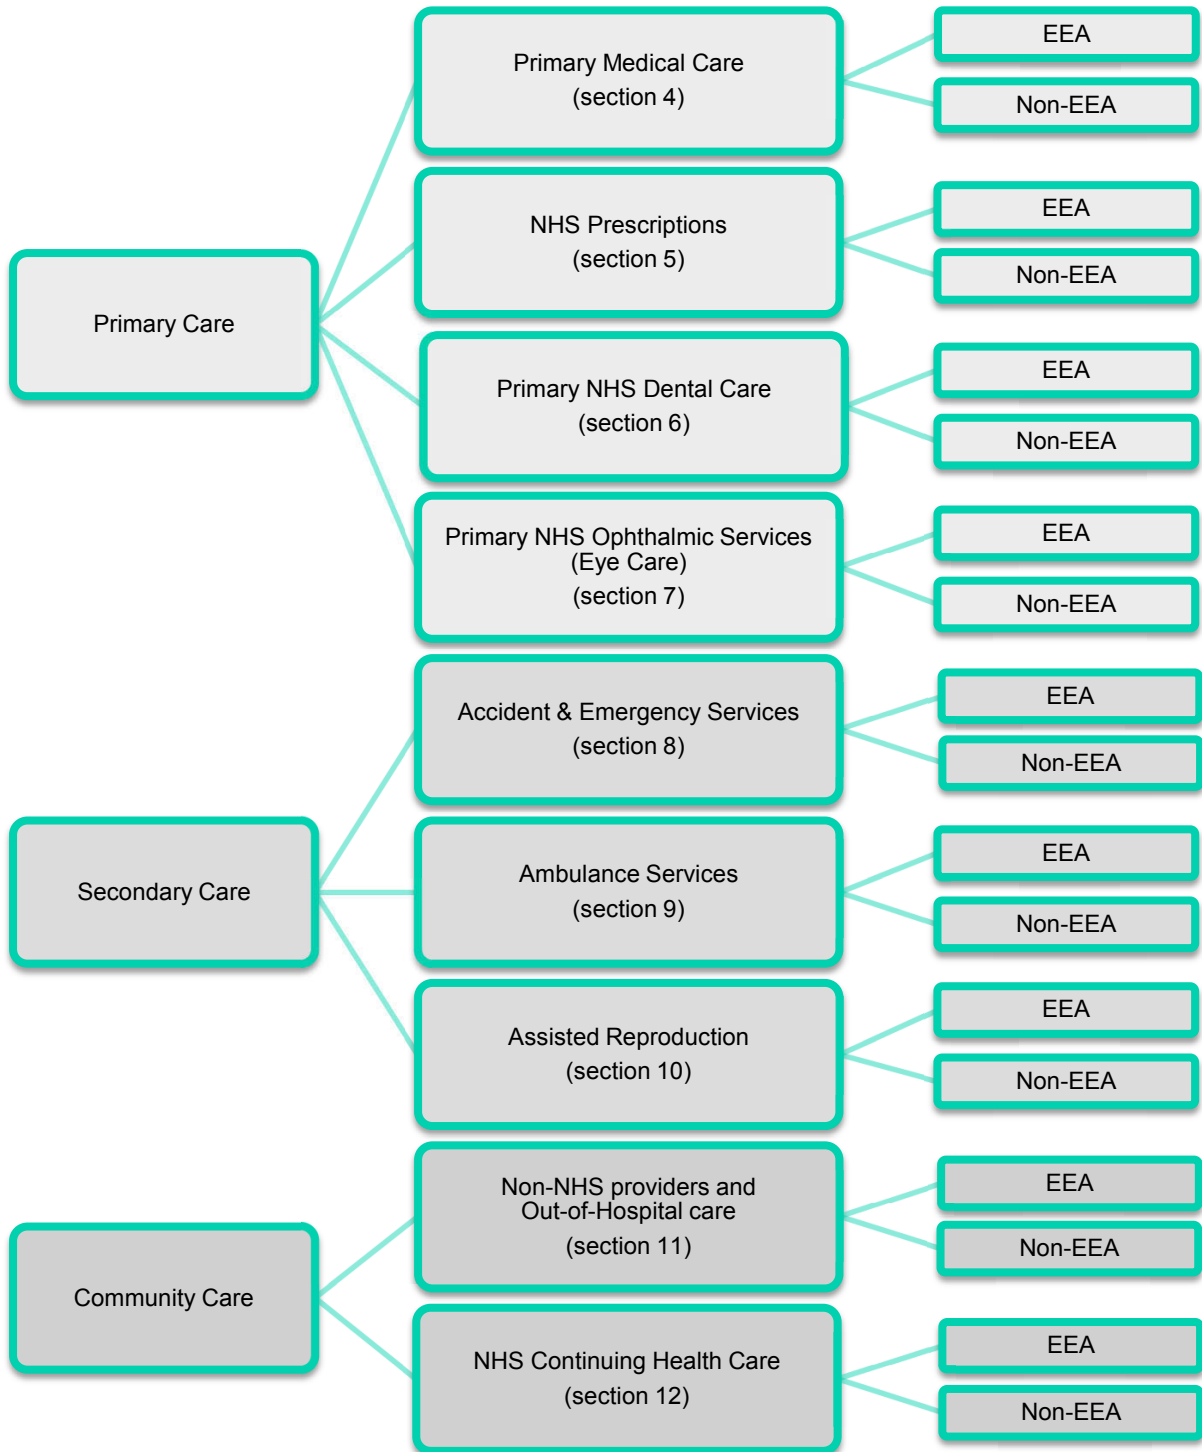 Primary Care
Primary Medical Care
(section 4)
EEA
Non-EEA
NHS Prescriptions
(section 5)
EEA
Non-EEA
Primary NHS Dental Care
(section 6)
EEA
Non-EEA
Primary NHS Ophthalmic Services
(Eye Care)
(section 7)
EEA
Non-EEA
Secondary Care
Accident & Emergency Services
(section 8)
EEA
Non-EEA
Ambulance Services
(section 9)
EEA
Non-EEA
Assisted Reproduction
(section 10)
EEA
Non-EEA
Community Care
Non-NHS providers and
Out-of-Hospital care
(section 11)
EEA
Non-EEA
NHS Continuing Health Care
(section 12)
EEA
Non-EEA